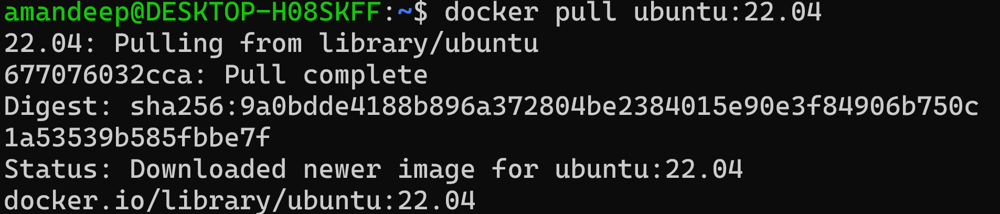 amandeep@DESKTOP-H08SKFF:~$ docker pull ubuntu:22.04
22.04: Pulling from library/ubuntu
677076032cca: Pull complete
Digest: sha256:9a0bdde4188b896a372804be2384015e90e3f84906b750c
1a53539b585fbbe7f
Status: Downloaded newer image for ubuntu:22.04
docker.io/library/ubuntu:22.04